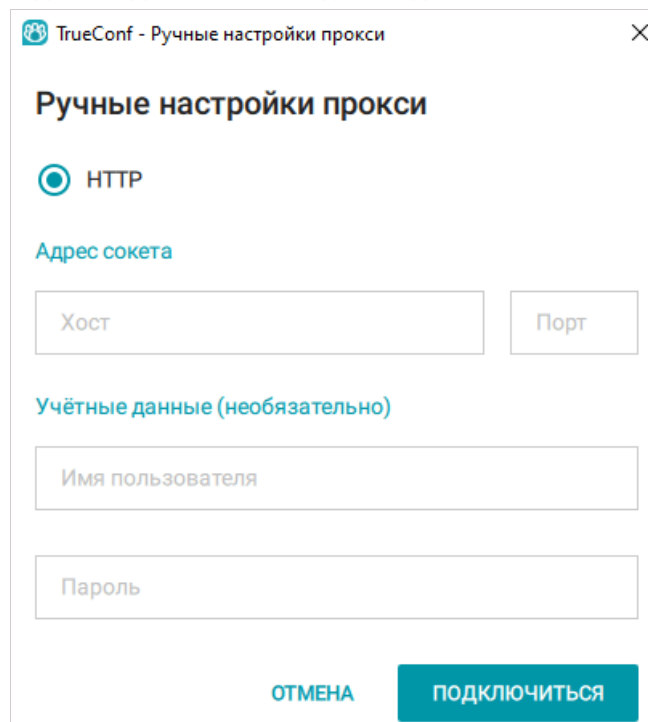 TrueConf - Ручные настройки прокси
Ручные настройки прокси
HTTP
Адрес сокета
Хост
Порт
Учётные данные (необязательно)
Имя пользователя
Пароль
ОТМЕНА
ПОДКЛЮЧИТЬСЯ